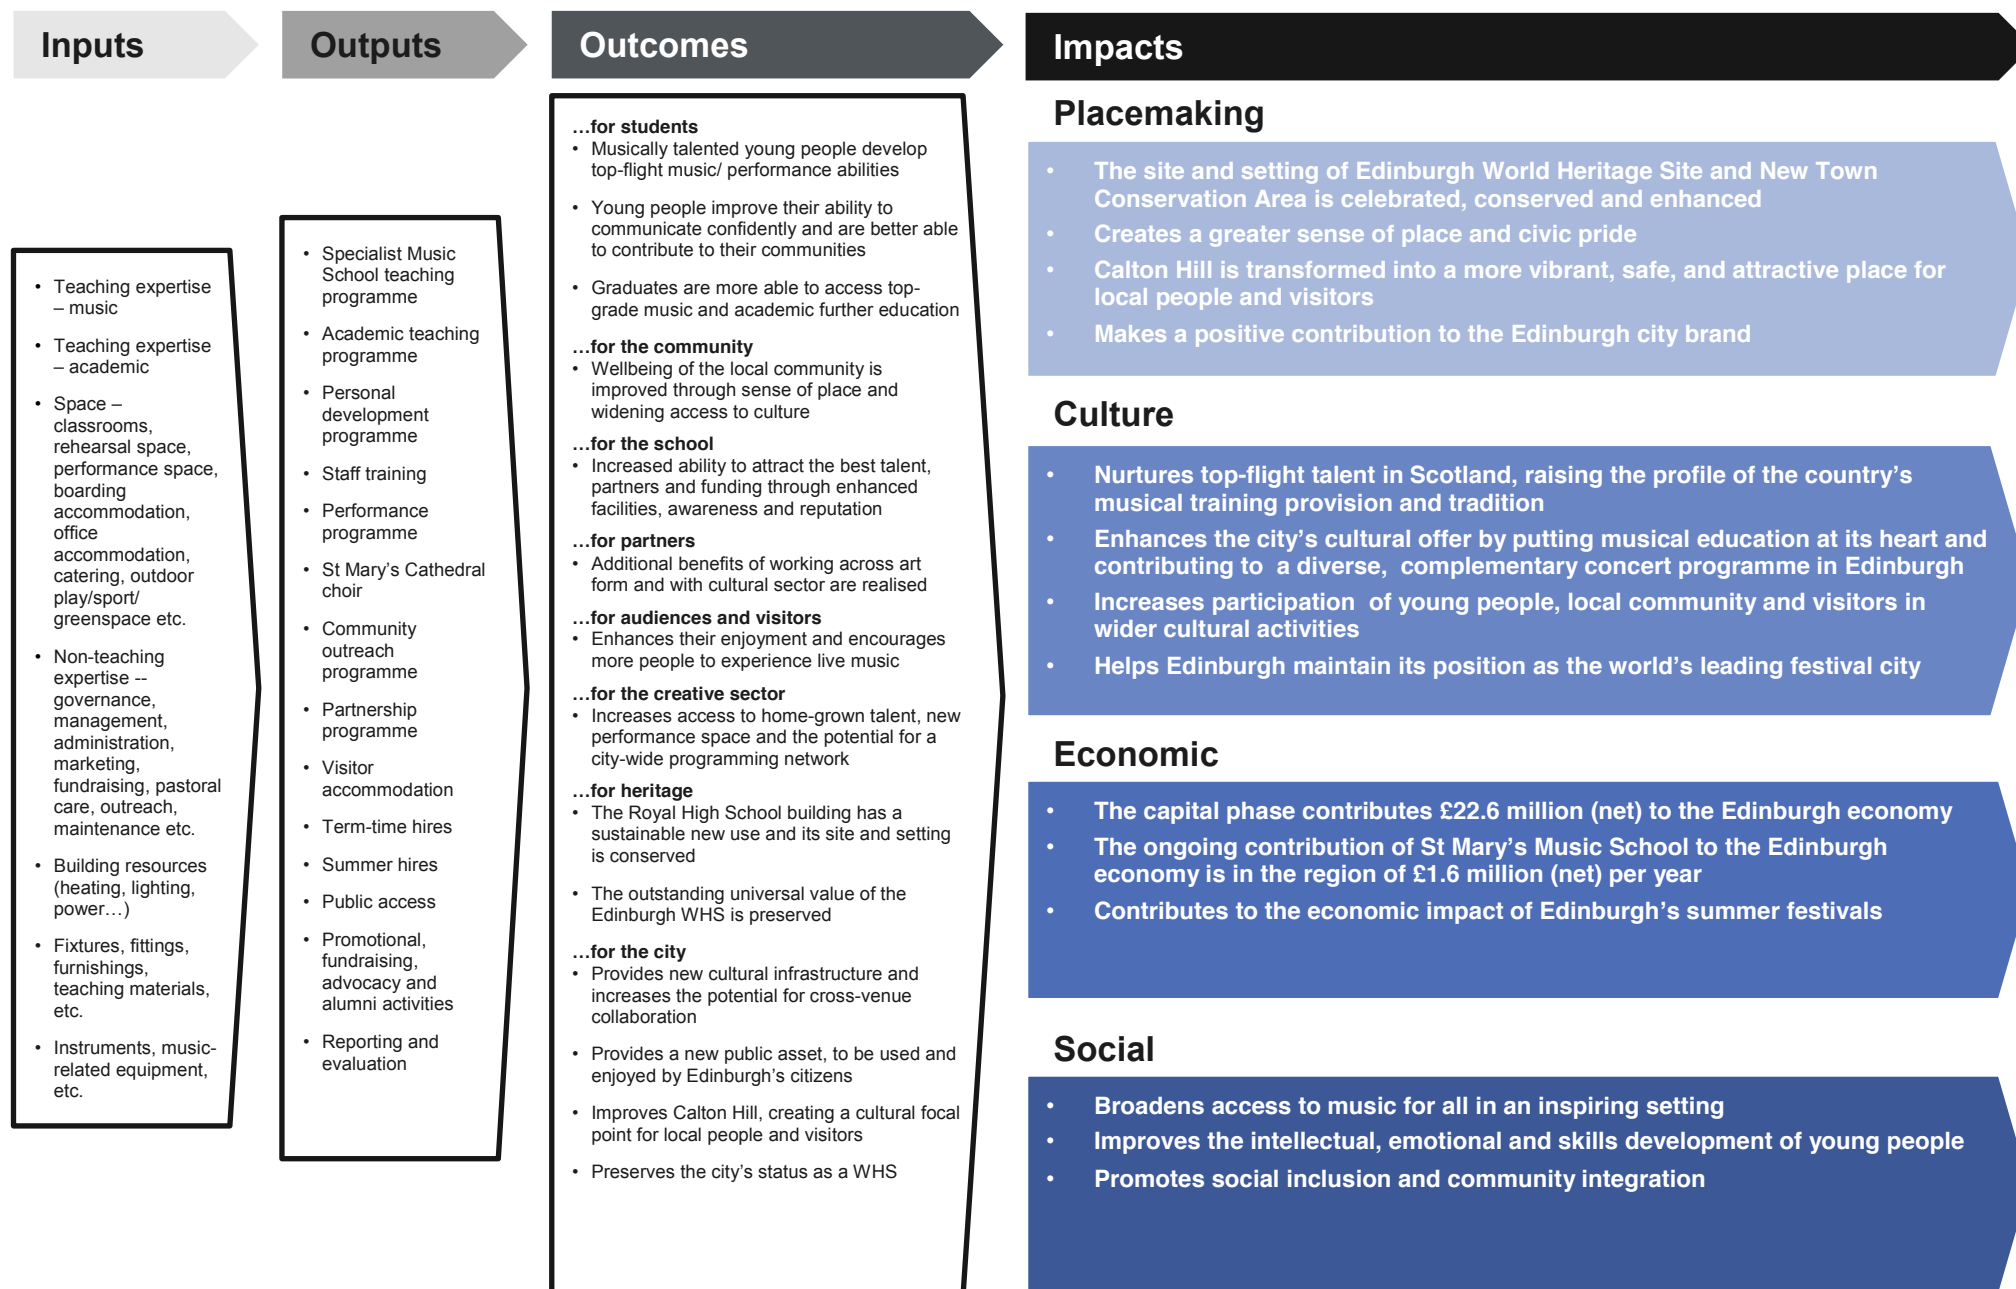 Inputs
• Teaching expertise
– music
• Teaching expertise
– academic
• Space –
classrooms,
rehearsal space,
performance space,
boarding
accommodation,
office
accommodation,
catering, outdoor
play/sport/
greenspace etc.
• Non-teaching
expertise --
governance,
management,
administration,
marketing,
fundraising, pastoral
care, outreach,
maintenance etc.
• Building resources
(heating, lighting,
power…)
• Fixtures, fittings,
furnishings,
teaching materials,
etc.
• Instruments, music-
related equipment,
etc.
Outputs
• Specialist Music
School teaching
programme
• Academic teaching
programme
• Personal
development
programme
• Staff training
• Performance
programme
• St Mary’s Cathedral
choir
• Community
outreach
programme
• Partnership
programme
• Visitor
accommodation
• Term-time hires
• Summer hires
• Public access
• Promotional,
fundraising,
advocacy and
alumni activities
• Reporting and
evaluation
Outcomes
…for students
• Musically talented young people develop
top-flight music/ performance abilities
• Young people improve their ability to
communicate confidently and are better able
to contribute to their communities
• Graduates are more able to access top-
grade music and academic further education
…for the community
• Wellbeing of the local community is
improved through sense of place and
widening access to culture
…for the school
• Increased ability to attract the best talent,
partners and funding through enhanced
facilities, awareness and reputation
…for partners
• Additional benefits of working across art
form and with cultural sector are realised
…for audiences and visitors
• Enhances their enjoyment and encourages
more people to experience live music
…for the creative sector
• Increases access to home-grown talent, new
performance space and the potential for a
city-wide programming network
…for heritage
• The Royal High School building has a
sustainable new use and its site and setting
is conserved
• The outstanding universal value of the
Edinburgh WHS is preserved
…for the city
• Provides new cultural infrastructure and
increases the potential for cross-venue
collaboration
• Provides a new public asset, to be used and
enjoyed by Edinburgh’s citizens
• Improves Calton Hill, creating a cultural focal
point for local people and visitors
• Preserves the city’s status as a WHS
Impacts
Placemaking
• The site and setting of Edinburgh World Heritage Site and New Town
Conservation Area is celebrated, conserved and enhanced
• Creates a greater sense of place and civic pride
• Calton Hill is transformed into a more vibrant, safe, and attractive place for
local people and visitors
• Makes a positive contribution to the Edinburgh city brand
Culture
• Nurtures top-flight talent in Scotland, raising the profile of the country’s
musical training provision and tradition
• Enhances the city’s cultural offer by putting musical education at its heart and
contributing to a diverse, complementary concert programme in Edinburgh
• Increases participation of young people, local community and visitors in
wider cultural activities
• Helps Edinburgh maintain its position as the world’s leading festival city
Economic
• The capital phase contributes £22.6 million (net) to the Edinburgh economy
• The ongoing contribution of St Mary’s Music School to the Edinburgh
economy is in the region of £1.6 million (net) per year
• Contributes to the economic impact of Edinburgh’s summer festivals
Social
• Broadens access to music for all in an inspiring setting
• Improves the intellectual, emotional and skills development of young people
• Promotes social inclusion and community integration